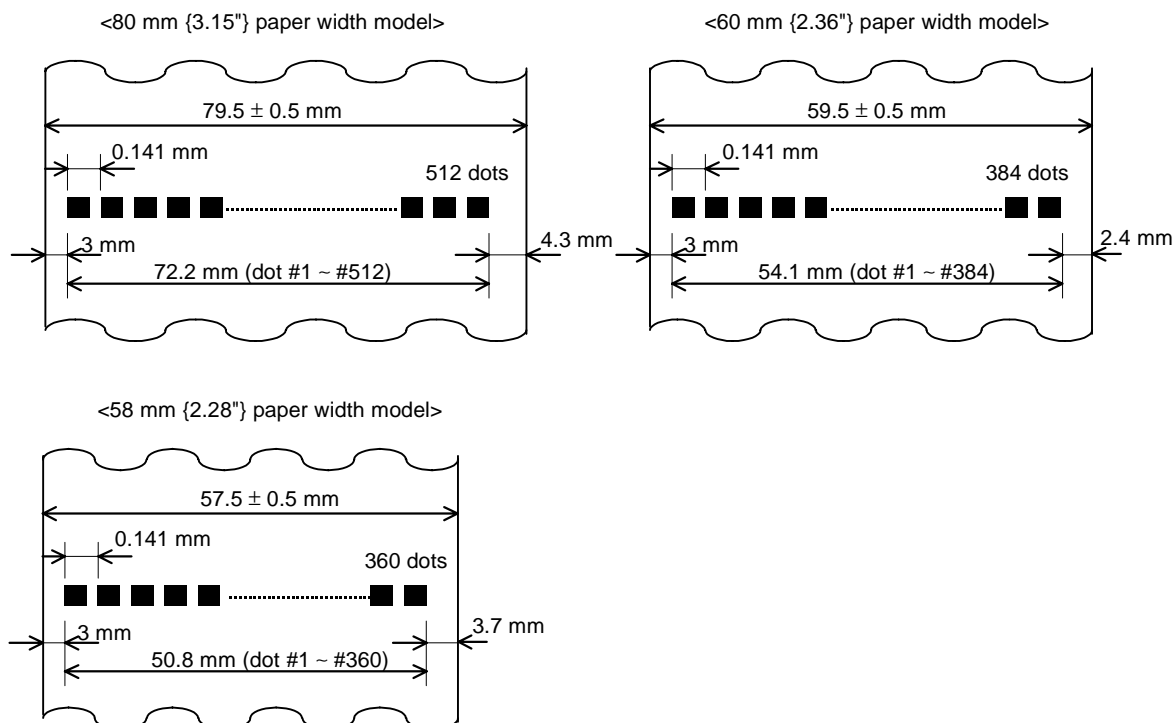 <80 mm {3.15"} paper width model>
79.5 ± 0.5 mm
0.141 mm
512 dots
3 mm
4.3 mm
72.2 mm (dot #1 ~ #512)
<60 mm {2.36"} paper width model>
59.5 ± 0.5 mm
0.141 mm
384 dots
3 mm
2.4 mm
54.1 mm (dot #1 ~ #384)
<58 mm {2.28"} paper width model>
57.5 ± 0.5 mm
0.141 mm
360 dots
3 mm
3.7 mm
50.8 mm (dot #1 ~ #360)